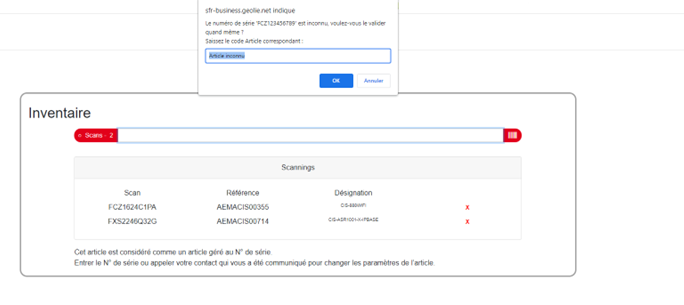 sfr-business.geolie.net indique
Le numéro de série 'FCZ123456789' est inconnu, voulez-vous le valider
quand même ?
Saisissez le code Article correspondant :
Article inconnu
OK
Annuler
Inventaire
Scans - 2
Scannings
Scan Référence Désignation
FCZ1624C1PA AEMACIS00355 X
FXS2246Q32G AEMACIS00714 X
Cet article est considéré comme un article géré au N° de série.
Entrer le N° de série ou appeler votre contact qui vous a été communiqué pour changer les paramètres de l'article.